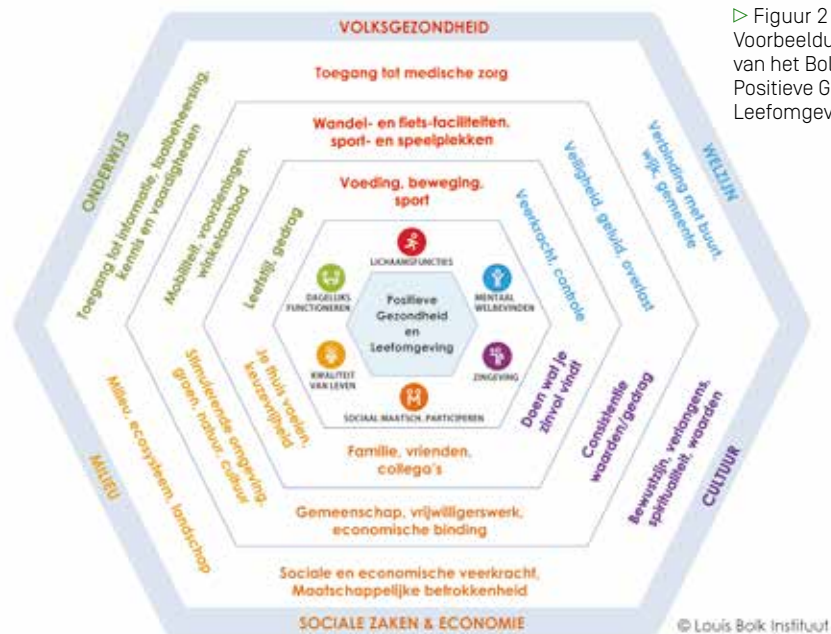 ▷ Figuur 2
Voorbeeldu
van het Bol
Positieve G
Leefomgev
VOLKSGEZONDHEID
Toegang tot medische zorg
Wandel- en fiets-faciliteiten,
sport- en speelplekken
Voeding, beweging,
sport
LICHAAMSFUNCTIES
WELZIJN
Verbinding met buurt,
wijk, gemeente
Veiligheid, geluid, overlast
Veerkracht, controle
MENTAAL
WELBEVINDEN
CULTUUR
Bewustzijn, verlangens,
spiritualiteit, waarden
Consistentie
waarden/gedrag
Doen wat je
zinvol vindt
ZINGEVING
SOCIAAL MAATSCH. PARTICIPEREN
Familie, vrienden,
collega's
Gemeenschap, vrijwilligerswerk,
economische binding
Sociale en economische veerkracht,
Maatschappelijke betrokkenheid
SOCIALE ZAKEN & ECONOMIE
MILIEU
Milieu, ecosysteem, landschap
Stimulerende omgeving,
groen, natuur, cultuur
Je thuis voelen,
keuzevrijheid
KWALITEIT
VAN LEVEN
ONDERWIJS
Toegang tot informatie, taalbeheersing,
kennis en vaardigheden
Mobiliteit, voorzieningen,
winkelaanbod
Leefstijl, gedrag
DAGELIJKS
FUNCTIONEREN
Positieve
Gezondheid
en
Leefomgeving
© Louis Bolk Instituut